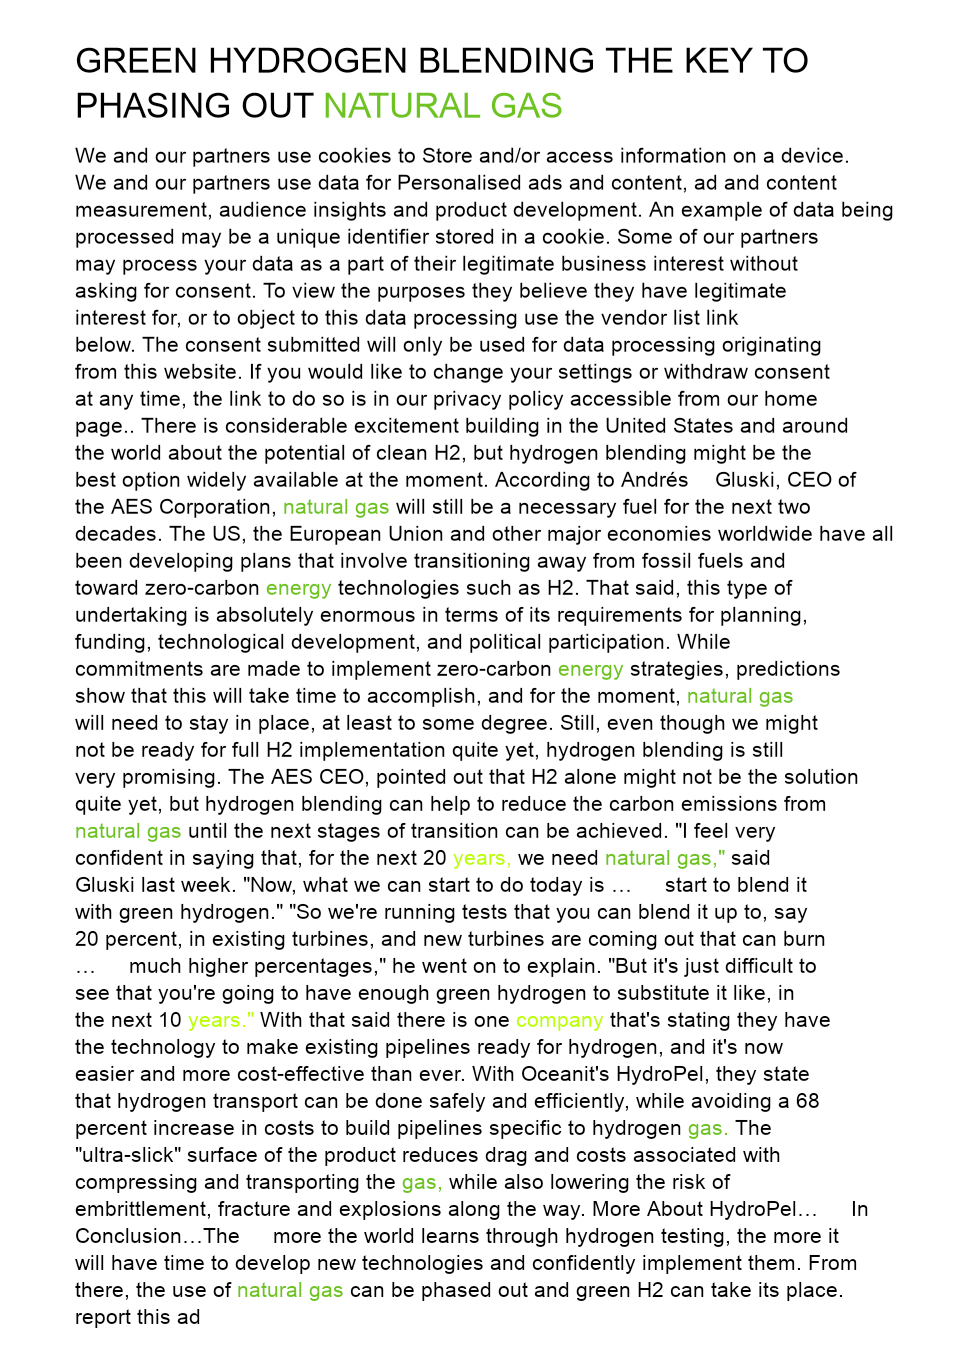 GREEN HYDROGEN BLENDING THE KEY TO
PHASING OUT NATURAL GAS
We and our partners use cookies to Store and/or access information on a device.
We and our partners use data for Personalised ads and content, ad and content
measurement, audience insights and product development. An example of data being
processed may be a unique identifier stored in a cookie. Some of our partners
may process your data as a part of their legitimate business interest without
asking for consent. To view the purposes they believe they have legitimate
interest for, or to object to this data processing use the vendor list link
below. The consent submitted will only be used for data processing originating
from this website. If you would like to change your settings or withdraw consent
at any time, the link to do so is in our privacy policy accessible from our home
page.. There is considerable excitement building in the United States and around
the world about the potential of clean H2, but hydrogen blending might be the
best option widely available at the moment. According to Andrés Gluski, CEO of
the AES Corporation, natural gas will still be a necessary fuel for the next two
decades. The US, the European Union and other major economies worldwide have all
been developing plans that involve transitioning away from fossil fuels and
toward zero-carbon energy technologies such as H2. That said, this type of
undertaking is absolutely enormous in terms of its requirements for planning,
funding, technological development, and political participation. While
commitments are made to implement zero-carbon energy strategies, predictions
show that this will take time to accomplish, and for the moment, natural gas
will need to stay in place, at least to some degree. Still, even though we might
not be ready for full H2 implementation quite yet, hydrogen blending is still
very promising. The AES CEO, pointed out that H2 alone might not be the solution
quite yet, but hydrogen blending can help to reduce the carbon emissions from
natural gas until the next stages of transition can be achieved. "I feel very
confident in saying that, for the next 20 years, we need natural gas," said
Gluski last week. "Now, what we can start to do today is … start to blend it
with green hydrogen." "So we're running tests that you can blend it up to, say
20 percent, in existing turbines, and new turbines are coming out that can burn
… much higher percentages," he went on to explain. "But it's just difficult to
see that you're going to have enough green hydrogen to substitute it like, in
the next 10 years." With that said there is one company that's stating they have
the technology to make existing pipelines ready for hydrogen, and it's now
easier and more cost-effective than ever. With Oceanit's HydroPel, they state
that hydrogen transport can be done safely and efficiently, while avoiding a 68
percent increase in costs to build pipelines specific to hydrogen gas. The
"ultra-slick" surface of the product reduces drag and costs associated with
compressing and transporting the gas, while also lowering the risk of
embrittlement, fracture and explosions along the way. More About HydroPel… In
Conclusion…The more the world learns through hydrogen testing, the more it
will have time to develop new technologies and confidently implement them. From
there, the use of natural gas can be phased out and green H2 can take its place.
report this ad